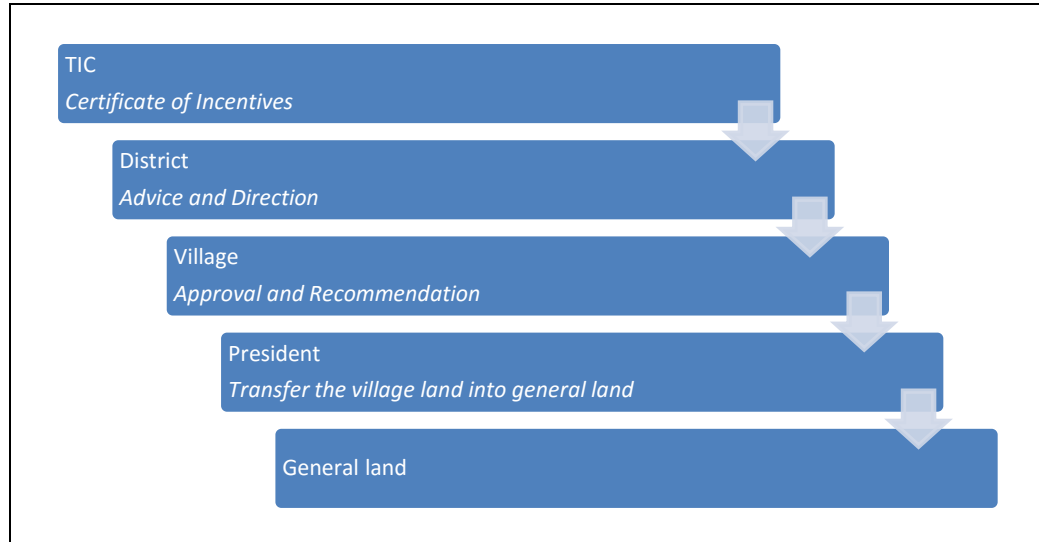 TIC
Certificate of Incentives
District
Advice and Direction
Village
Approval and Recommendation
President
Transfer the village land into general land
General land